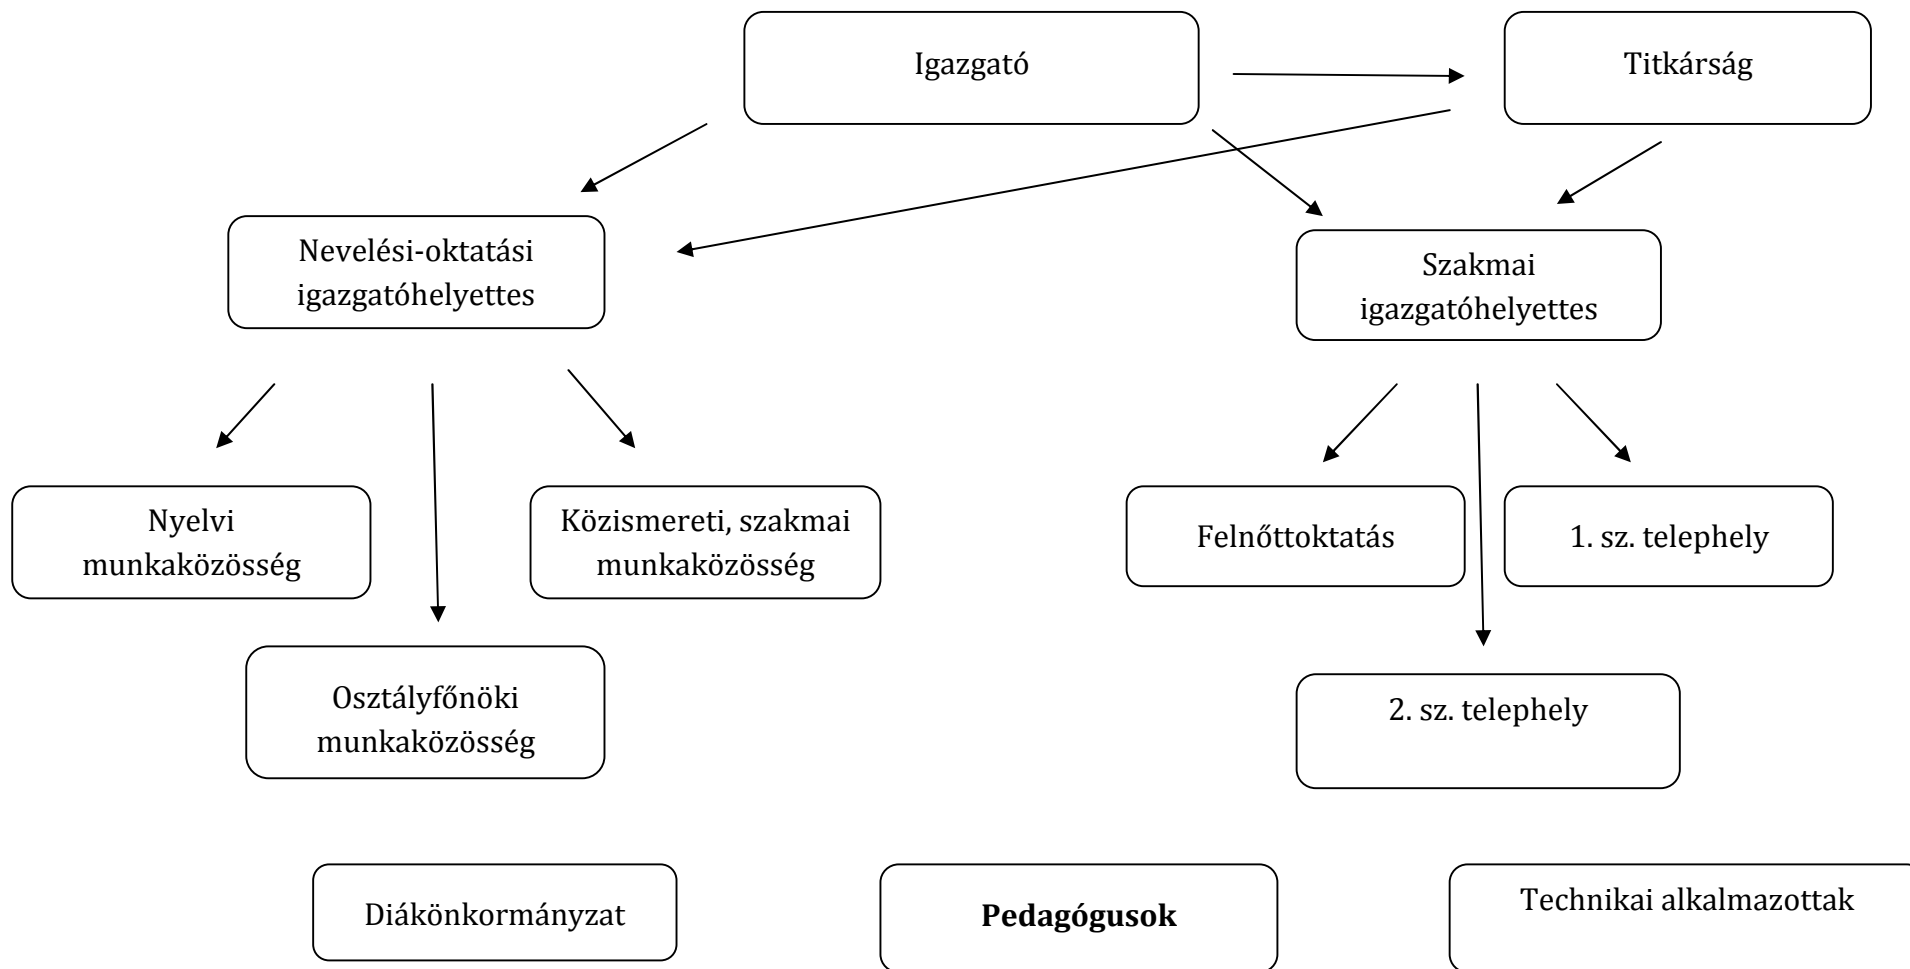 Igazgató
Titkárság
Nevelési-oktatási
igazgatóhelyettes
Szakmai
igazgatóhelyettes
Nyelvi
munkaközösség
Közismereti, szakmai
munkaközösség
Felnőttoktatás
1. sz. telephely
Osztályfőnöki
munkaközösség
2. sz. telephely
Diákönkormányzat
Pedagógusok
Technikai alkalmazottak